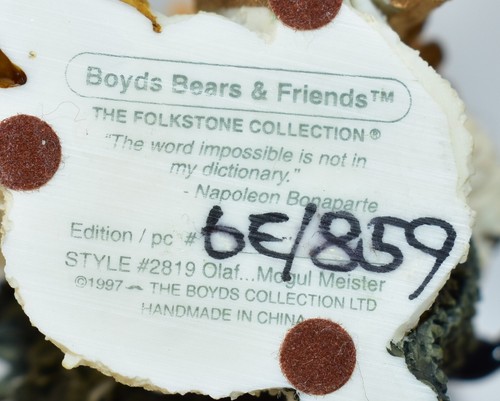 Boyds Bears & Friends™
THE FOLKSTONE COLLECTION®
"The word impossible is not in
my dictionary."
- Napoleon Bonaparte
Edition / pc # 6E/859
STYLE #2819 Olaf...Mogul Meister
©1997 THE BOYDS COLLECTION LTD
HANDMADE IN CHINA